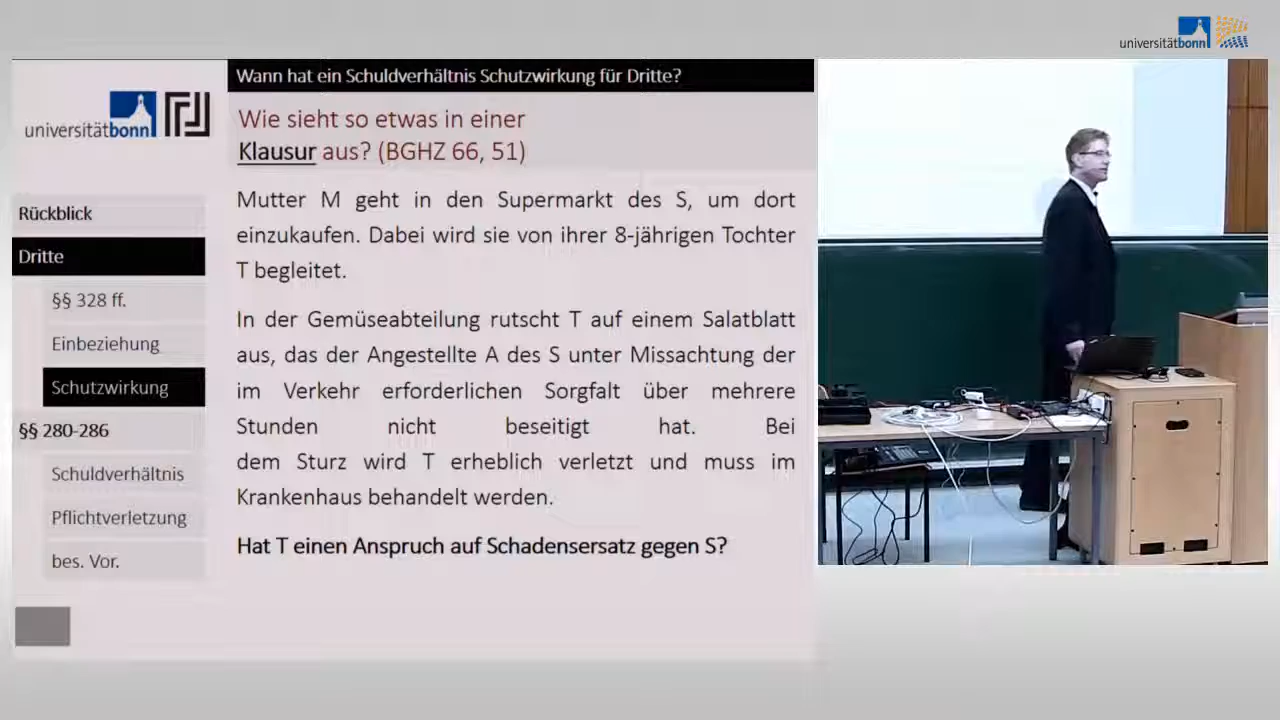 universitätbonn
Wann hat ein Schuldverhältnis Schutzwirkung für Dritte?
universitätbonn
Wie sieht so etwas in einer
Klausur aus? (BGHZ 66, 51)
Rückblick
Dritte
§§ 328 ff.
Einbeziehung
Schutzwirkung
§§ 280-286
Schuldverhältnis
Pflichtverletzung
bes. Vor.
Mutter M geht in den Supermarkt des S, um dort
einzukaufen. Dabei wird sie von ihrer 8-jährigen Tochter
T begleitet.
In der Gemüseabteilung rutscht T auf einem Salatblatt
aus, das der Angestellte A des S unter Missachtung der
im Verkehr erforderlichen Sorgfalt über mehrere
Stunden nicht beseitigt hat. Bei
dem Sturz wird T erheblich verletzt und muss im
Krankenhaus behandelt werden.
Hat T einen Anspruch auf Schadensersatz gegen S?